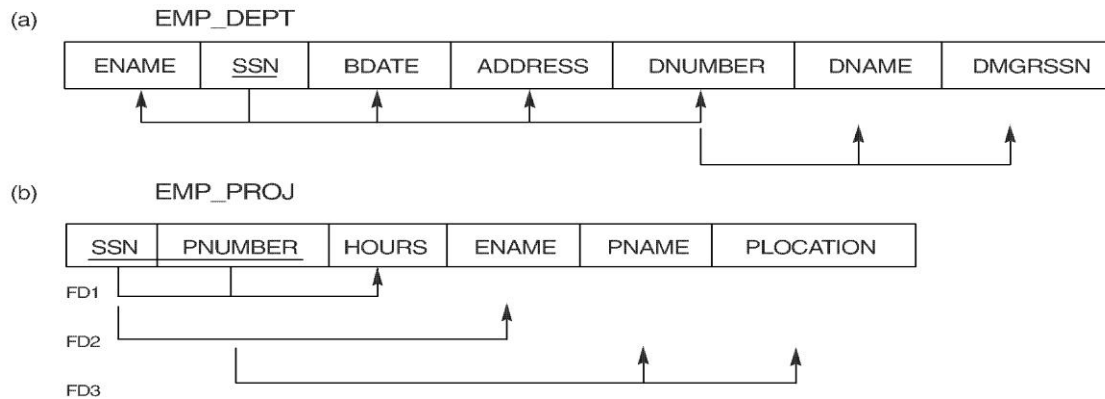 (a) EMP_DEPT
ENAME SSN BDATE ADDRESS DNUMBER DNAME DMGRSSN
(b) EMP_PROJ
SSN PNUMBER HOURS ENAME PNAME PLOCATION
FD1
FD2
FD3